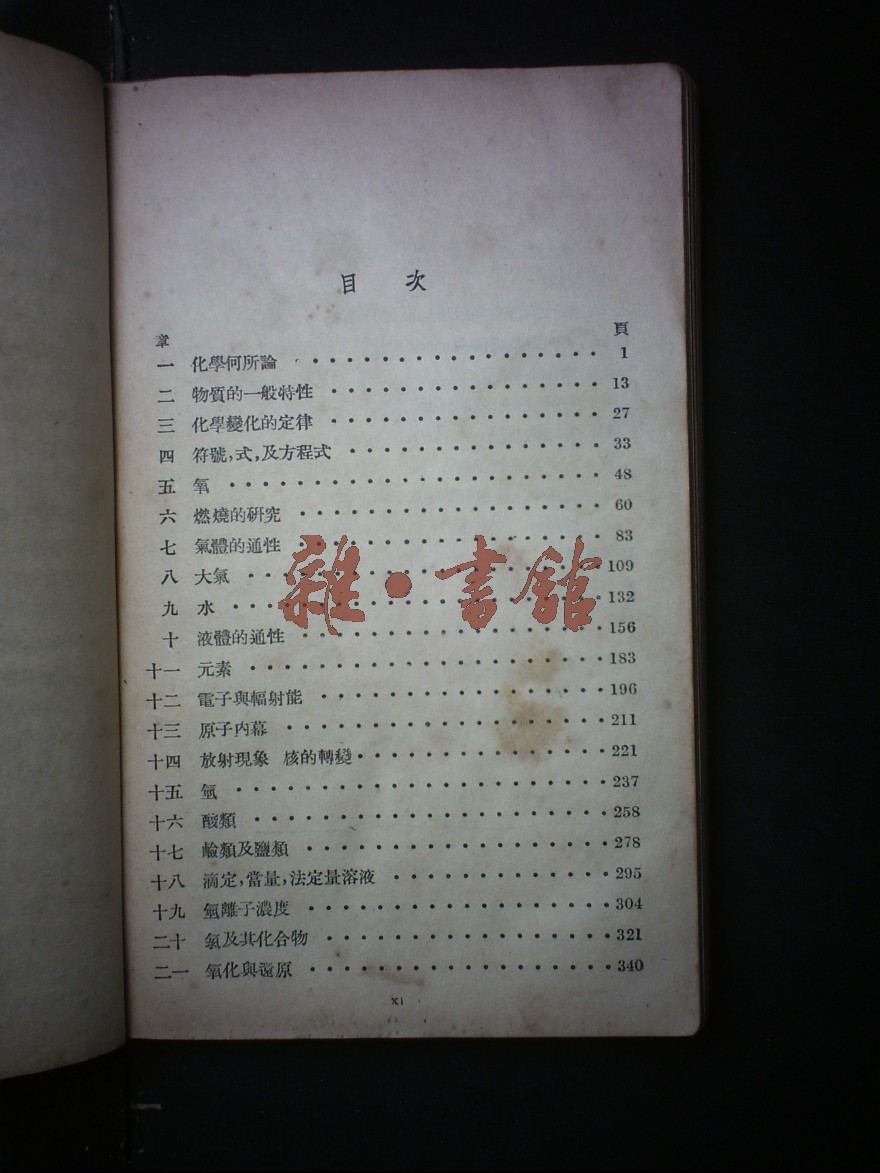 目 次
章 頁
一 化學何所論 1
二 物質的一般特性 13
三 化學變化的定律 27
四 符號,式,及方程式 33
五 氧 48
六 燃燒的研究 60
七 氣體的通性 83
八 大氣 109
九 水 132
十 液體的通性 156
十一 元素 183
十二 電子與輻射能 196
十三 原子內幕 211
十四 放射現象 核的轉變 221
十五 氫 237
十六 酸類 258
十七 鹼類及鹽類 278
十八 滴定,當量,法定量溶液 295
十九 氫離子濃度 304
二十 氯及其化合物 321
二一 氧化與還原 340
xi
雜·書館